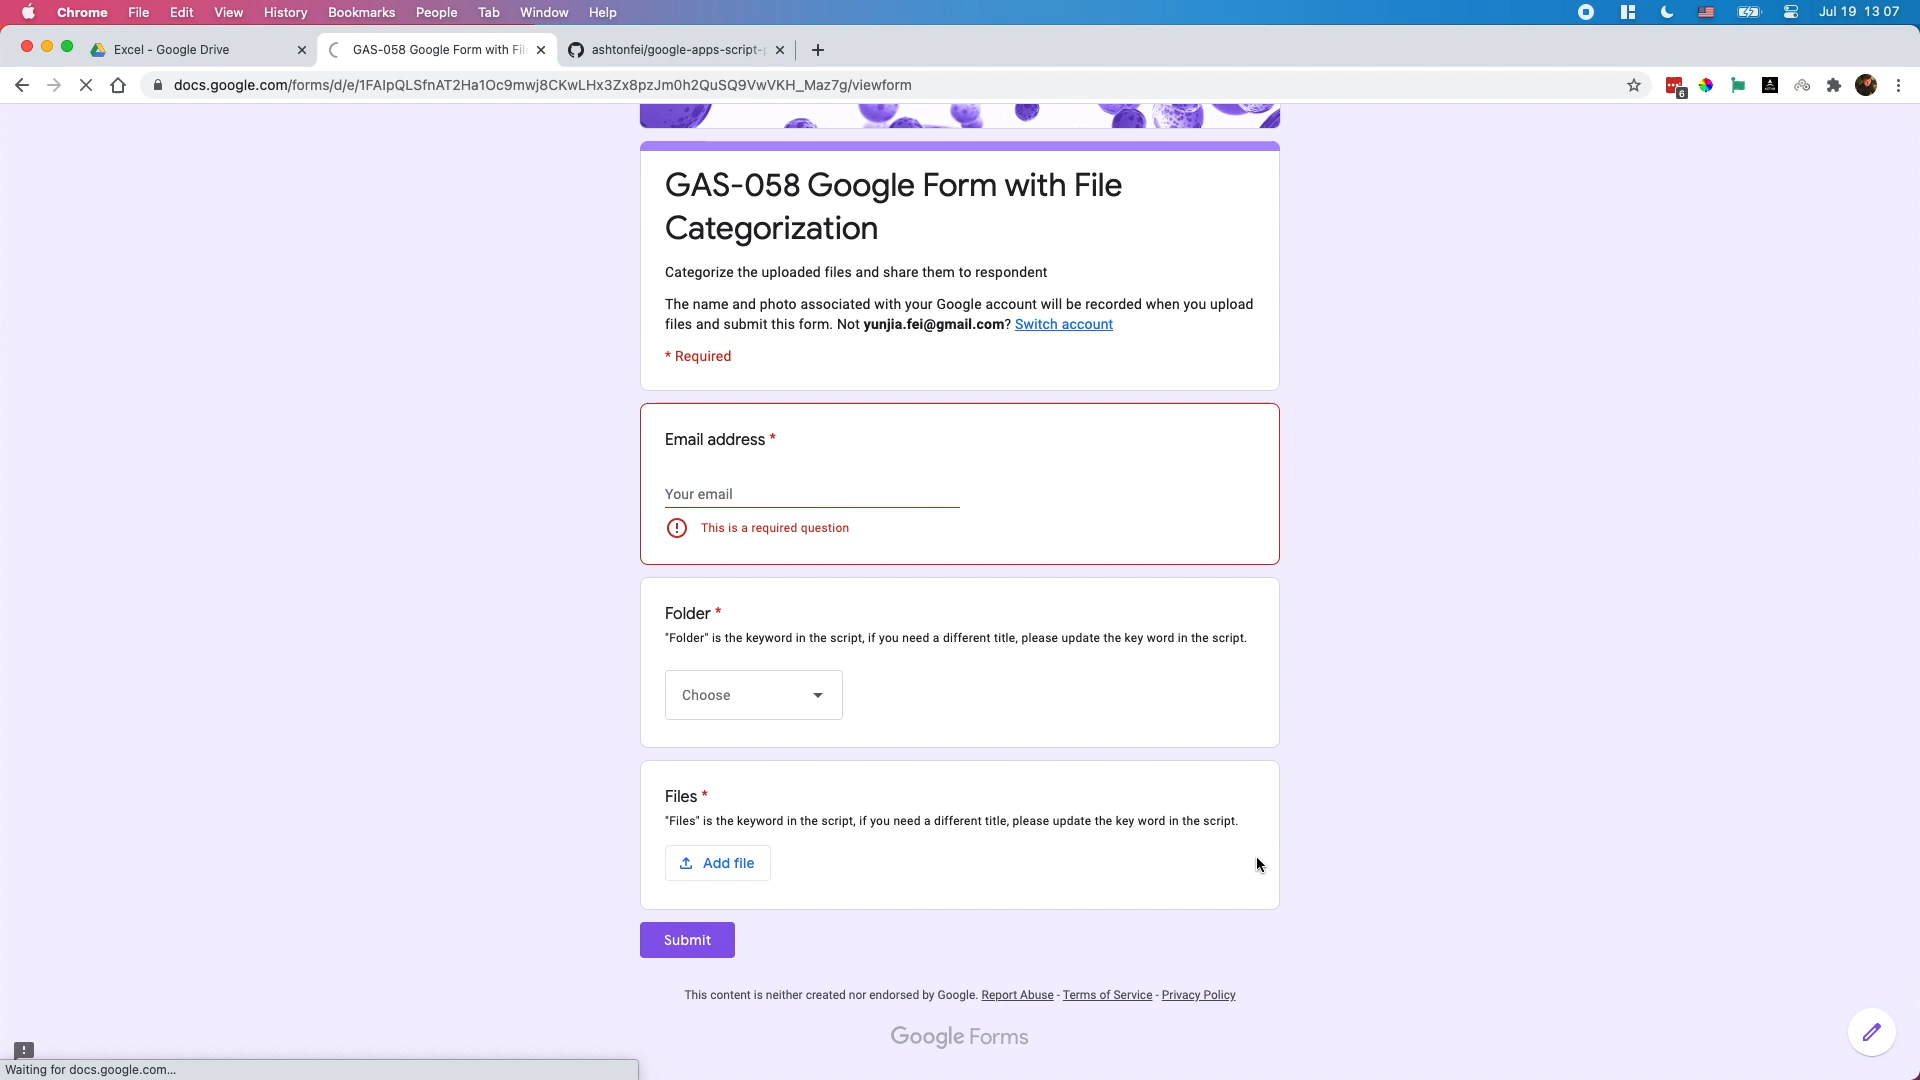 Chrome File Edit View History Bookmarks People Tab Window Help Jul 19 13 07
Excel - Google Drive GAS-058 Google Form with Fil ashtonfei/google-apps-script-
docs.google.com/forms/d/e/1FAIpQLSfnAT2Ha1Oc9mwj8CKwLHx3Zx8pzJm0h2QuSQ9VwVKH_Maz7g/viewform
6
GAS-058 Google Form with File
Categorization
Categorize the uploaded files and share them to respondent
The name and photo associated with your Google account will be recorded when you upload
files and submit this form. Not yunjia.fei@gmail.com? Switch account
* Required
Email address *
Your email
This is a required question
Folder *
"Folder" is the keyword in the script, if you need a different title, please update the key word in the script.
Choose
Files *
"Files" is the keyword in the script, if you need a different title, please update the key word in the script.
Add file
Submit
This content is neither created nor endorsed by Google. Report Abuse - Terms of Service - Privacy Policy
Google Forms
Waiting for docs.google.com...